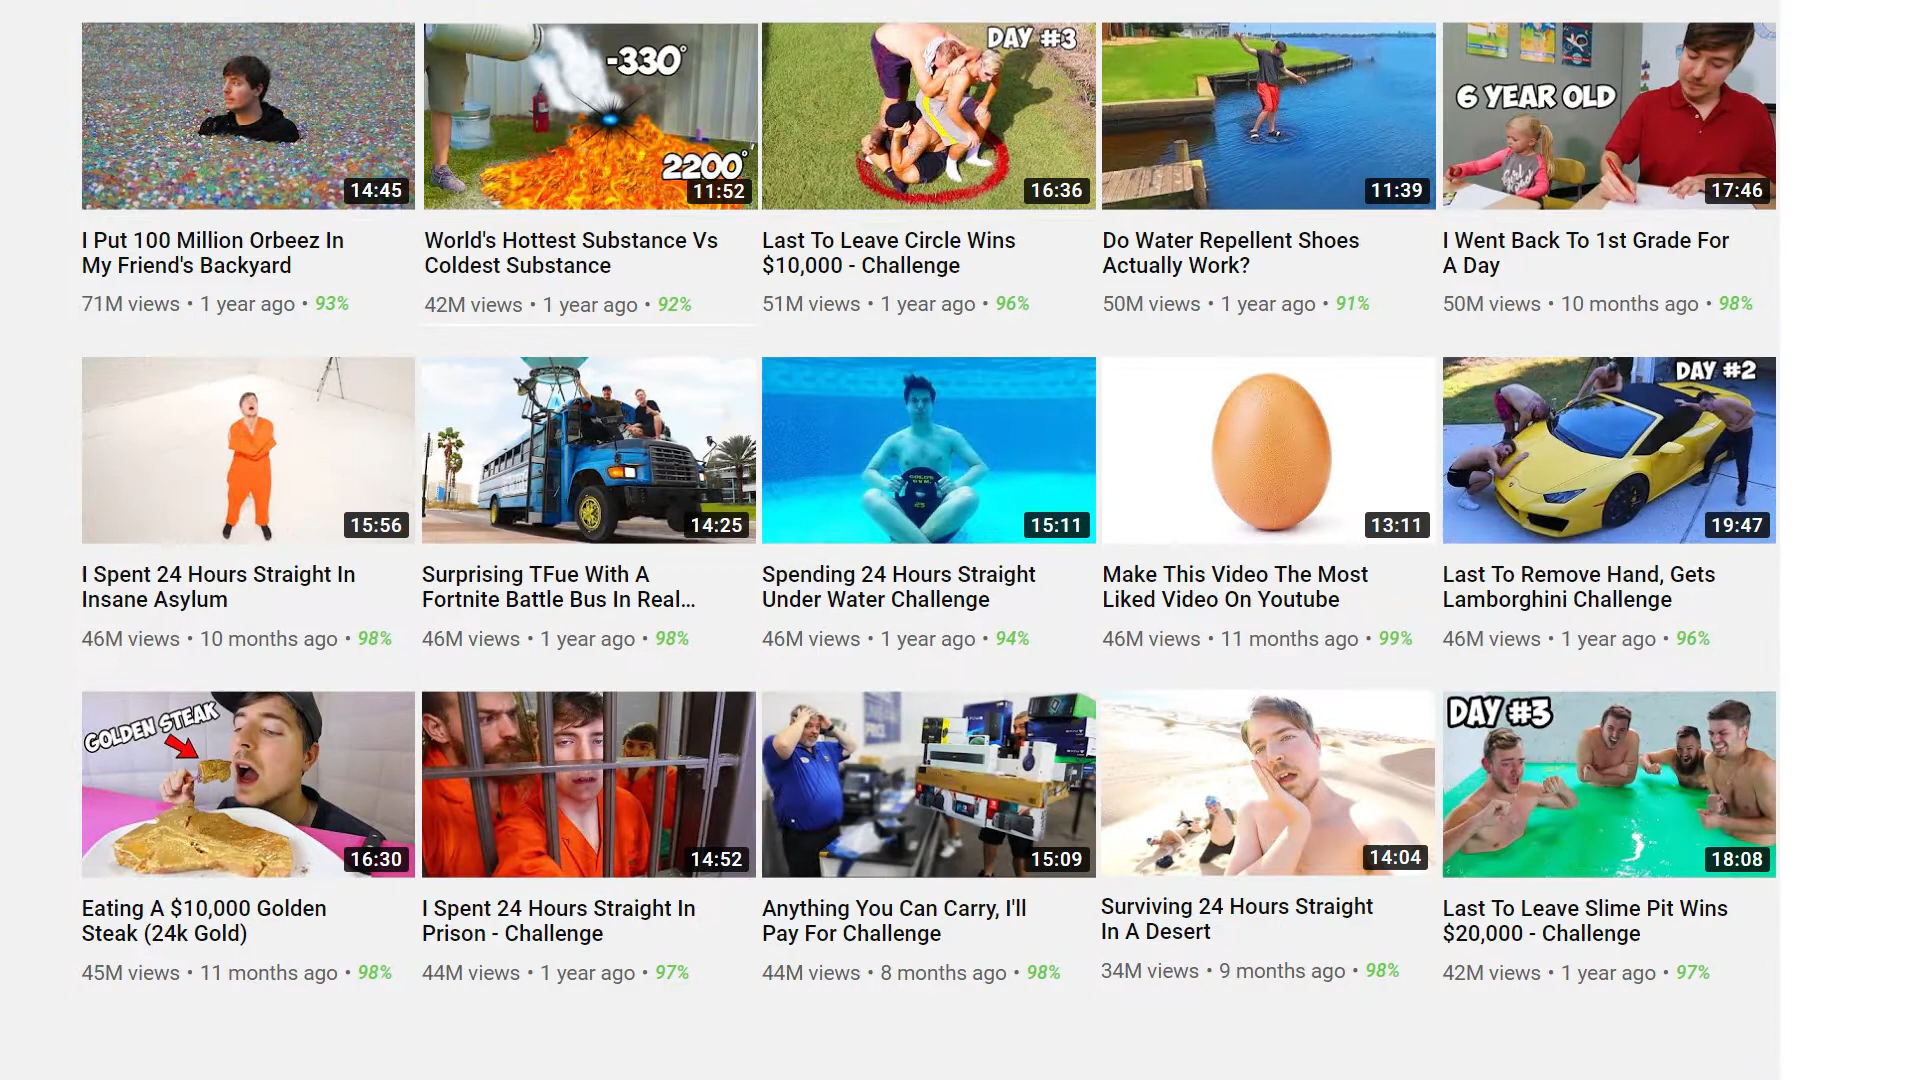 DAY #3
-330°
6 YEAR OLD
2200°
14:45
11:52
16:36
11:39
17:46
I Put 100 Million Orbeez In
My Friend's Backyard
71M views • 1 year ago • 93%
World's Hottest Substance Vs
Coldest Substance
42M views • 1 year ago • 92%
Last To Leave Circle Wins
$10,000 - Challenge
51M views • 1 year ago • 96%
Do Water Repellent Shoes
Actually Work?
50M views • 1 year ago • 91%
I Went Back To 1st Grade For
A Day
50M views • 10 months ago • 98%
DAY #2
15:56
14:25
15:11
13:11
19:47
I Spent 24 Hours Straight In
Insane Asylum
46M views • 10 months ago • 98%
Surprising TFue With A
Fortnite Battle Bus In Real...
46M views • 1 year ago • 98%
Spending 24 Hours Straight
Under Water Challenge
46M views • 1 year ago • 94%
Make This Video The Most
Liked Video On Youtube
46M views • 11 months ago • 99%
Last To Remove Hand, Gets
Lamborghini Challenge
46M views • 1 year ago • 96%
GOLDEN STEAK
DAY #3
16:30
14:52
15:09
14:04
18:08
Eating A $10,000 Golden
Steak (24k Gold)
45M views • 11 months ago • 98%
I Spent 24 Hours Straight In
Prison - Challenge
44M views • 1 year ago • 97%
Anything You Can Carry, I'll
Pay For Challenge
44M views • 8 months ago • 98%
Surviving 24 Hours Straight
In A Desert
34M views • 9 months ago • 98%
Last To Leave Slime Pit Wins
$20,000 - Challenge
42M views • 1 year ago • 97%